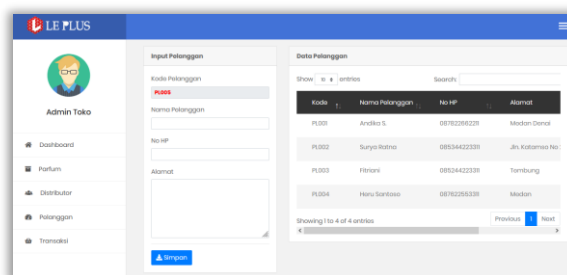 LE PLUS
Admin Toko
Dashboard
Parfum
Distributor
Pelanggan
Transaksi
Input Pelanggan
Kode Pelanggan
PL005
Nama Pelanggan
No HP
Alamat
Simpan
Data Pelanggan
Show 10 entries Search:
Kode Nama Pelanggan No HP Alamat
PL001 Andika S. 08762268221 Medan Denai
PL002 Surya Ratna 08534422331 Jln. Katamso No
PL003 Fitriani 08524422331 Tembung
PL004 Heru Santoso 08762255331 Medan
Showing 1 to 4 of 4 entries
Previous 1 Next